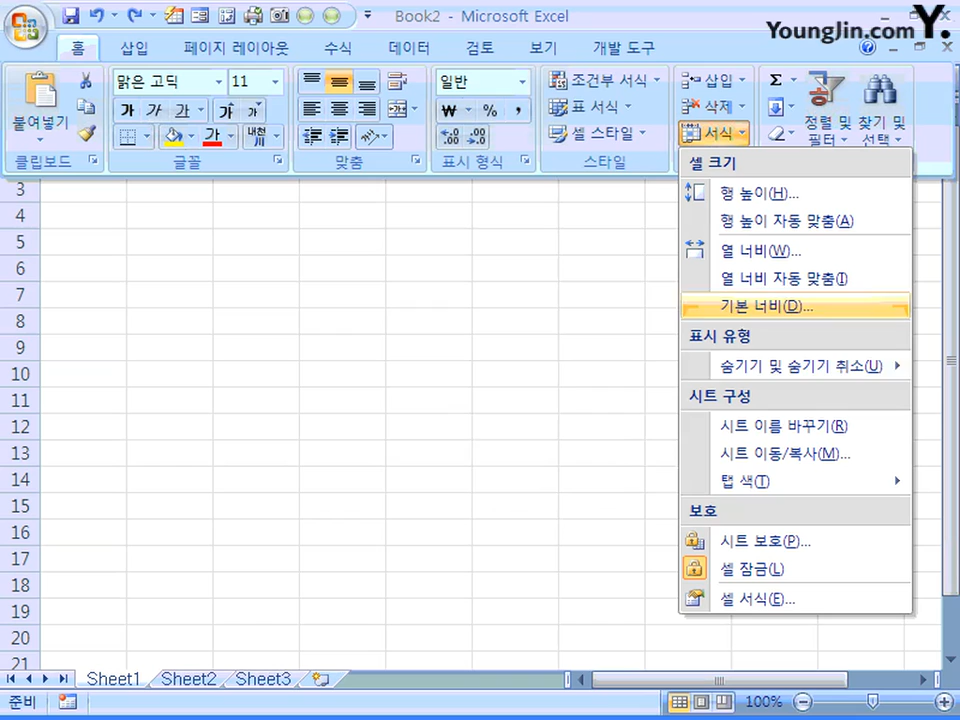 Book2 - Microsoft Excel
YoungJin.com Y.
홈 삽입 페이지 레이아웃 수식 데이터 검토 보기 개발 도구
맑은 고딕 11 일반 조건부 서식 삽입 Σ
붙여넣기 가 가 가 가 가 ₩ % , 표 서식 삭제 정렬 및 필터 찾기 및 선택
가 내천 셀 스타일 서식
클립보드 글꼴 맞춤 표시 형식 스타일
셀 크기
행 높이(H)...
행 높이 자동 맞춤(A)
열 너비(W)...
열 너비 자동 맞춤(I)
기본 너비(D)...
표시 유형
숨기기 및 숨기기 취소(U)
시트 구성
시트 이름 바꾸기(R)
시트 이동/복사(M)...
탭 색(T)
보호
시트 보호(P)...
셀 잠금(L)
셀 서식(E)...
3
4
5
6
7
8
9
10
11
12
13
14
15
16
17
18
19
20
21
Sheet1 Sheet2 Sheet3
준비 100%